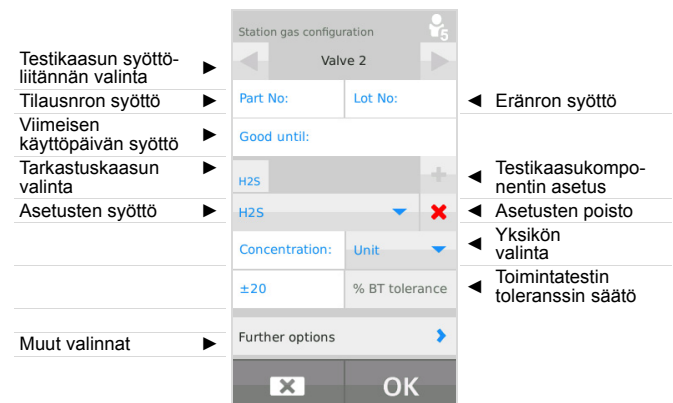 Station gas configuration
5
Testikaasun syöttö-
liitännän valinta
Valve 2
Tilausnron syöttö
Part No:
Lot No:
Eränron syöttö
Viimeisen
käyttöpäivän syöttö
Good until:
Tarkastuskaasun
valinta
H2S
Testikaasukompo-
nentin asetus
Asetusten syöttö
H2S
Asetusten poisto
Concentration:
Unit
Yksikön
valinta
±20
% BT tolerance
Toimintatestin
toleranssin säätö
Muut valinnat
Further options
OK